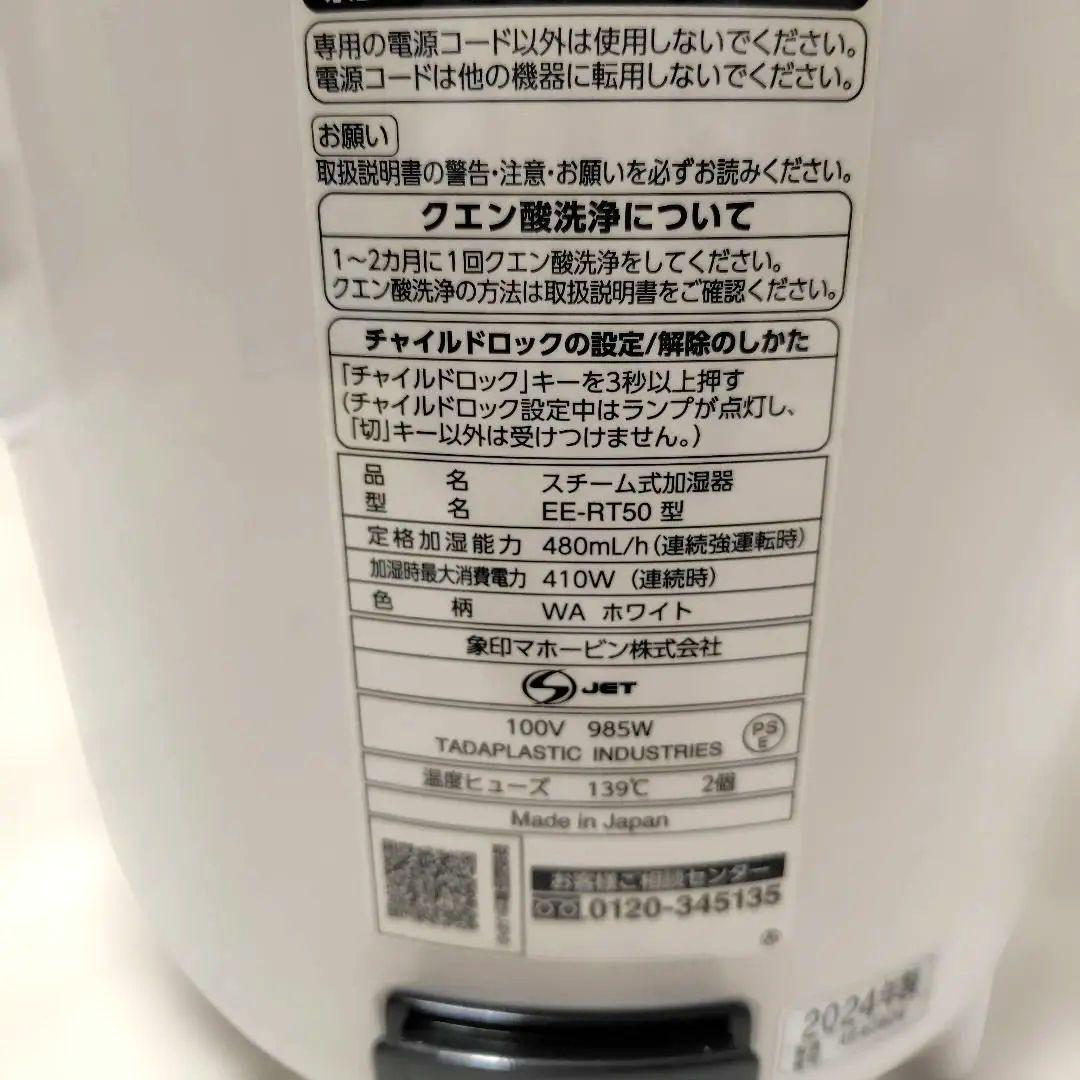 専用の電源コード以外は使用しないでください。
電源コードは他の機器に転用しないでください。
お願い
取扱説明書の警告・注意・お願いを必ずお読みください。
クエン酸洗浄について
1〜2カ月に1回クエン酸洗浄をしてください。
クエン酸洗浄の方法は取扱説明書をご確認ください。
チャイルドロックの設定/解除のしかた
「チャイルドロック」キーを3秒以上押す
(チャイルドロック設定中はランプが点灯し、
「切」キー以外は受けつけません。)
品名 スチーム式加湿器
型名 EE-RT50 型
定格加湿能力 480mL/h(連続強運転時)
加湿時最大消費電力 410W (連続時)
色柄 WA ホワイト
象印マホービン株式会社
JET
100V 985W
PS
E
TADAPLASTIC INDUSTRIES
温度ヒューズ 139℃ 2個
Made in Japan
お客様ご相談センター
0120-345135
2024年製